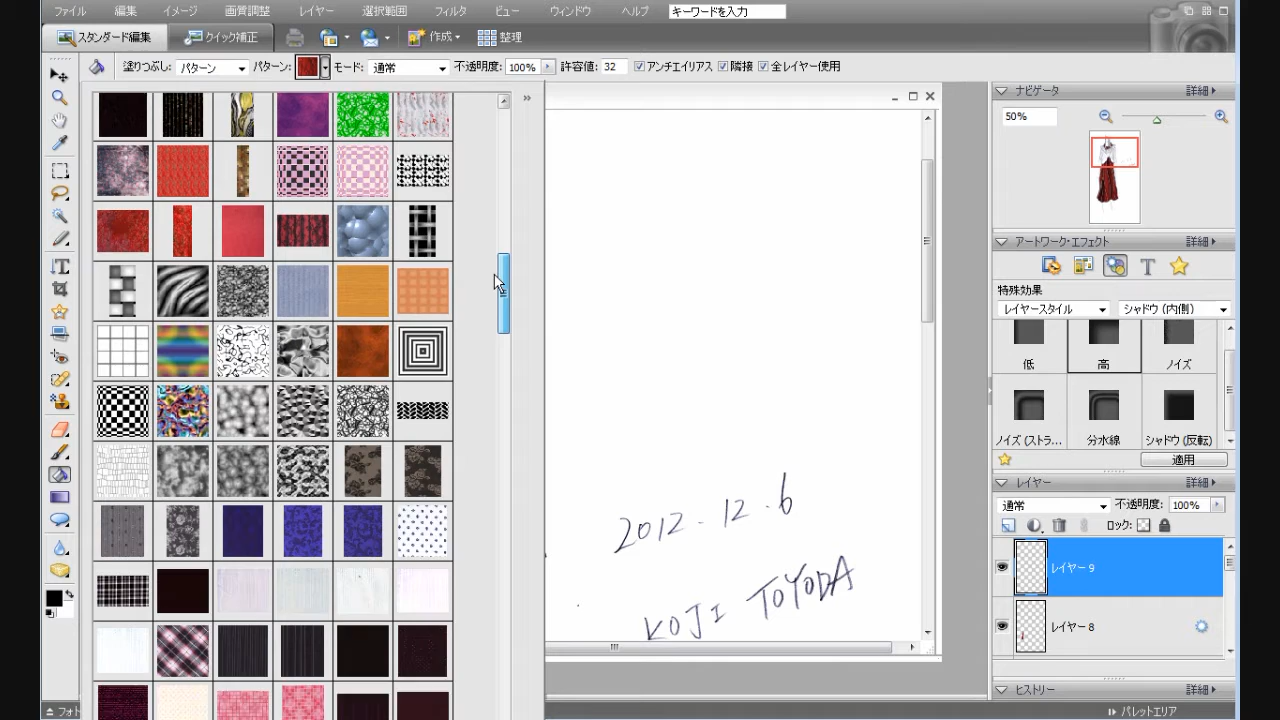 ファイル 編集 イメージ 画質調整 レイヤー 選択範囲 フィルタ ビュー ウィンドウ ヘルプ キーワードを入力
スタンダード編集 クイック補正 作成 整理
塗りつぶし: パターン パターン: モード: 通常 不透明度: 100% 許容値: 32 アンチエイリアス 隣接 全レイヤー使用
ナビゲータ 詳細
50%
アートワーク・エフェクト 詳細
特殊効果
レイヤースタイル シャドウ (内側)
低 高 ノイズ
ノイズ (ストラ... 分水線 シャドウ (反転)
適用
レイヤー 詳細
通常 不透明度: 100%
ロック:
レイヤー 9
レイヤー 8
2012.12.6
KOJI TOYODA
ヒストリー 詳細
フォト
パレットエリア